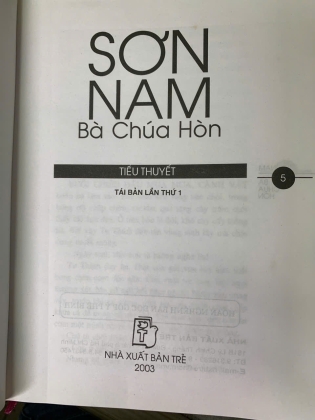 SƠN
NAM
Bà Chúa Hòn
TIỂU THUYẾT
TÁI BẢN LẦN THỨ 1
5
NHÀ XUẤT BẢN TRẺ
2003